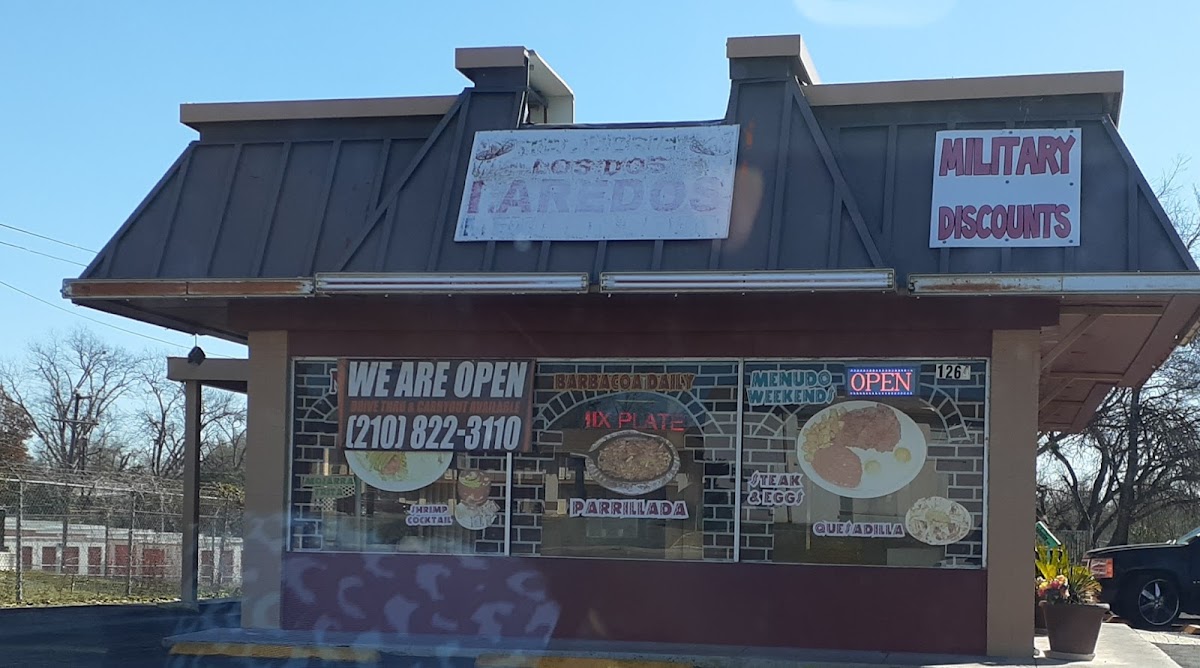 LOS DOS
LAREDOS
MILITARY
DISCOUNTS
WE ARE OPEN
DRIVE THRU & CARRYOUT AVAILABLE
(210) 822-3110
BARBACOA DAILY
MIX PLATE
PARRILLADA
SHRIMP
COCKTAIL
MENUDO
WEEKENDS
OPEN
126
STEAK
& EGGS
QUESADILLA